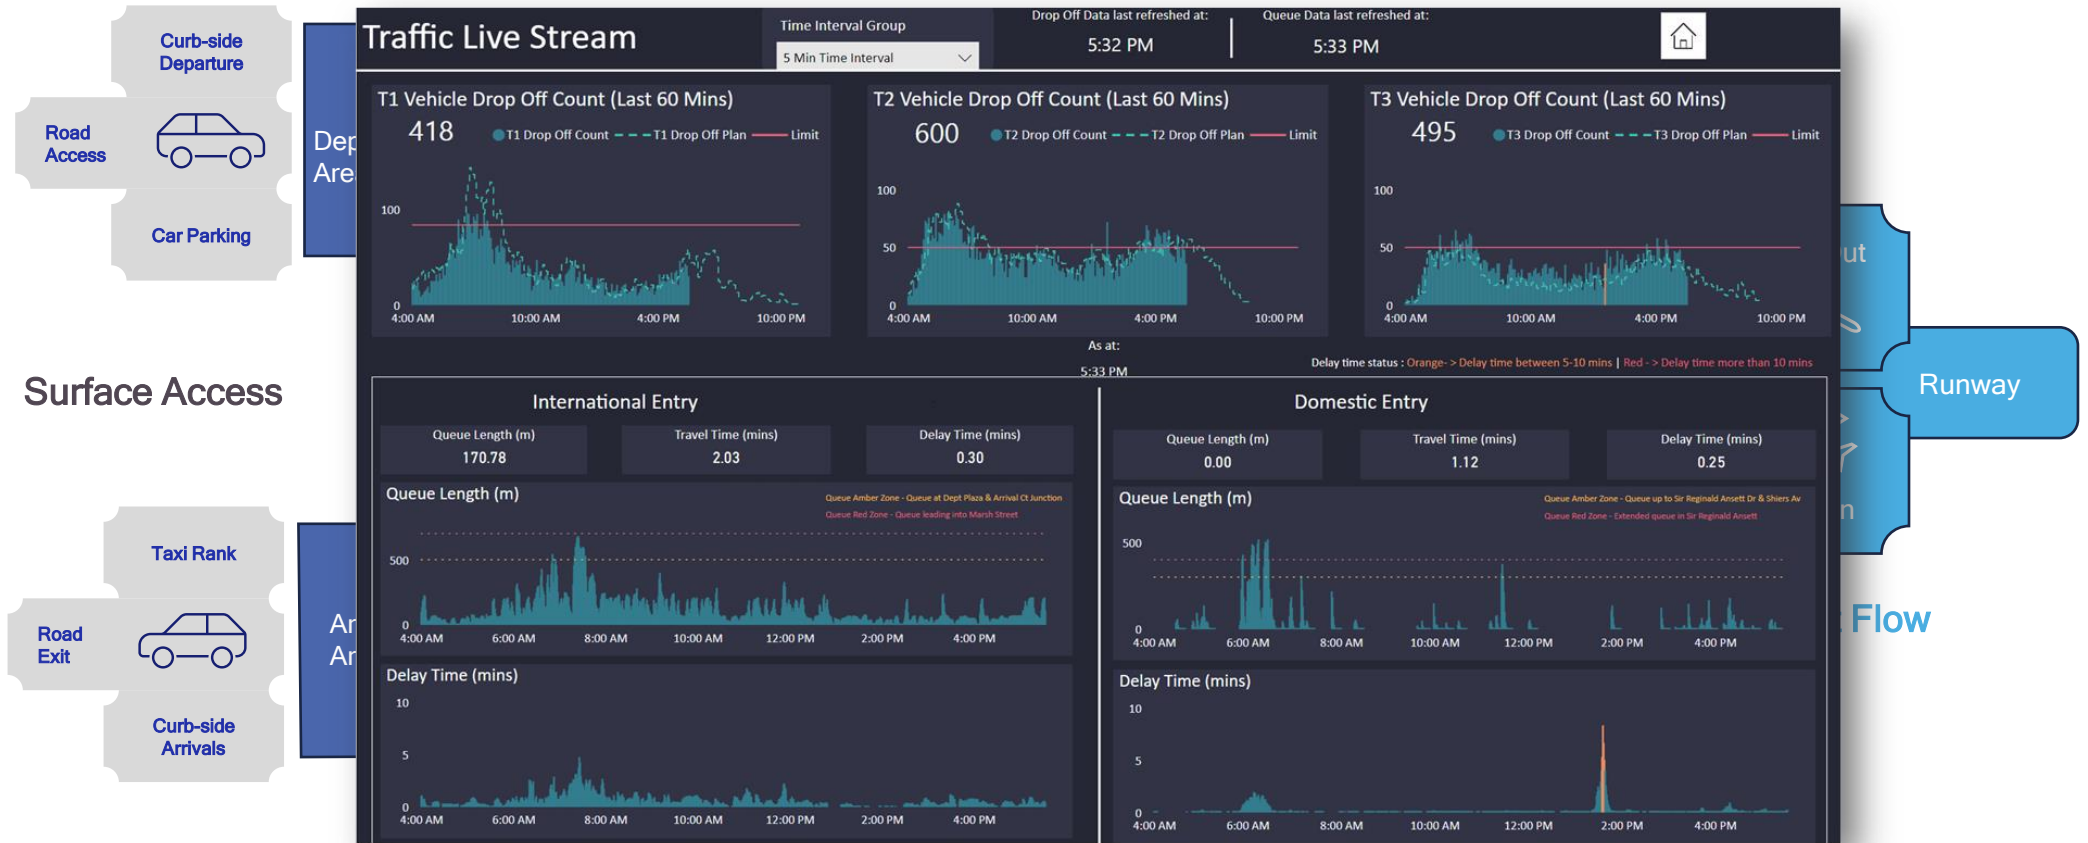 Curb-side
Departure
Road
Access
Car Parking
Surface Access
Taxi Rank
Road
Exit
Curb-side
Arrivals
Dep
Are
Ar
Ar
Traffic Live Stream
Time Interval Group
5 Min Time Interval
Drop Off Data last refreshed at:
5:32 PM
Queue Data last refreshed at:
5:33 PM
T1 Vehicle Drop Off Count (Last 60 Mins)
418
T1 Drop Off Count T1 Drop Off Plan Limit
100
0
4:00 AM 10:00 AM 4:00 PM 10:00 PM
T2 Vehicle Drop Off Count (Last 60 Mins)
600
T2 Drop Off Count T2 Drop Off Plan Limit
100
50
0
4:00 AM 10:00 AM 4:00 PM 10:00 PM
T3 Vehicle Drop Off Count (Last 60 Mins)
495
T3 Drop Off Count T3 Drop Off Plan Limit
100
50
0
4:00 AM 10:00 AM 4:00 PM 10:00 PM
As at:
5:33 PM
Delay time status : Orange- > Delay time between 5-10 mins | Red - > Delay time more than 10 mins
International Entry
Queue Length (m)
170.78
Travel Time (mins)
2.03
Delay Time (mins)
0.30
Queue Length (m)
Queue Amber Zone - Queue at Dept Plaza & Arrival Ct Junction
Queue Red Zone - Queue leading into Marsh Street
500
0
4:00 AM 6:00 AM 8:00 AM 10:00 AM 12:00 PM 2:00 PM 4:00 PM
Delay Time (mins)
10
5
0
4:00 AM 6:00 AM 8:00 AM 10:00 AM 12:00 PM 2:00 PM 4:00 PM
Domestic Entry
Queue Length (m)
0.00
Travel Time (mins)
1.12
Delay Time (mins)
0.25
Queue Length (m)
Queue Amber Zone - Queue up to Sir Reginald Ansett Dr & Shiers Av
Queue Red Zone - Extended queue in Sir Reginald Ansett
500
0
4:00 AM 6:00 AM 8:00 AM 10:00 AM 12:00 PM 2:00 PM 4:00 PM
Delay Time (mins)
10
5
0
4:00 AM 6:00 AM 8:00 AM 10:00 AM 12:00 PM 2:00 PM 4:00 PM
ut
Runway
n
Flow